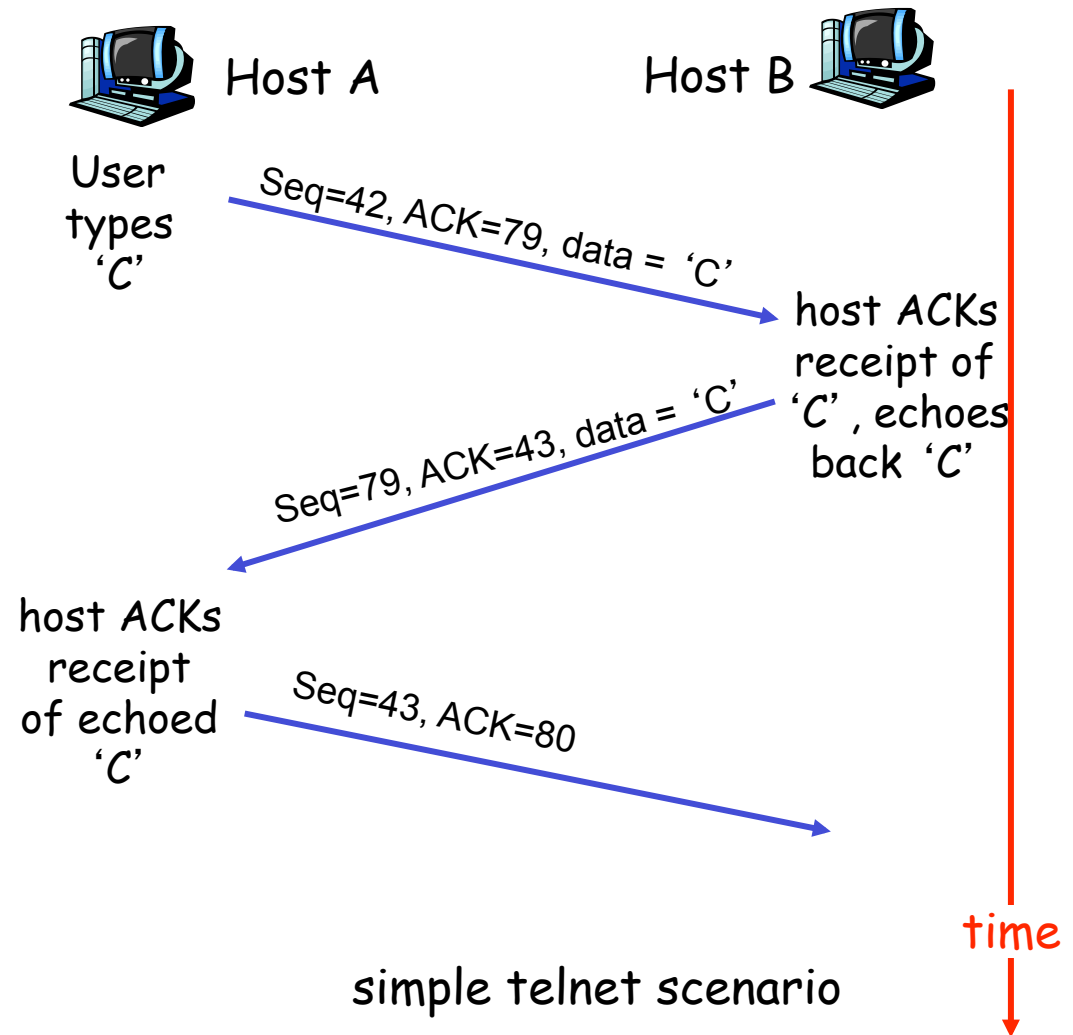 Host A
Host B
User
types
‘C’
Seq=42, ACK=79, data = ‘C’
host ACKs
receipt of
‘C’ , echoes
back ‘C’
Seq=79, ACK=43, data = ‘C’
host ACKs
receipt
of echoed
‘C’
Seq=43, ACK=80
time
simple telnet scenario